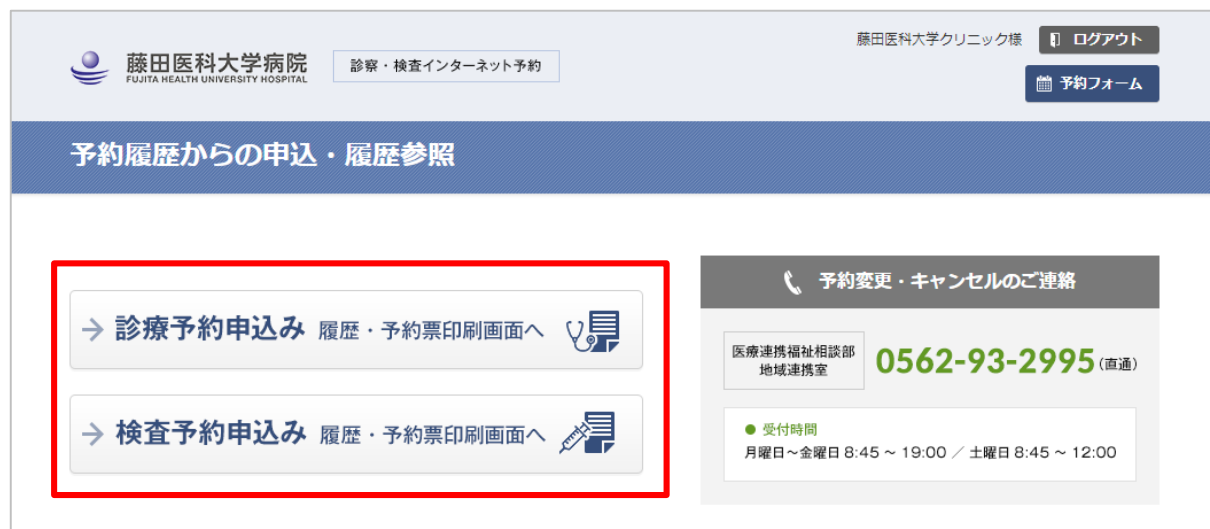 藤田医科大学クリニック様
ログアウト
藤田医科大学病院
FUJITA HEALTH UNIVERSITY HOSPITAL
診察・検査インターネット予約
予約フォーム
予約履歴からの申込・履歴参照
診療予約申込み 履歴・予約票印刷画面へ
検査予約申込み 履歴・予約票印刷画面へ
予約変更・キャンセルのご連絡
医療連携福祉相談部
地域連携室
0562-93-2995(直通)
● 受付時間
月曜日~金曜日 8:45 ~ 19:00 / 土曜日 8:45 ~ 12:00